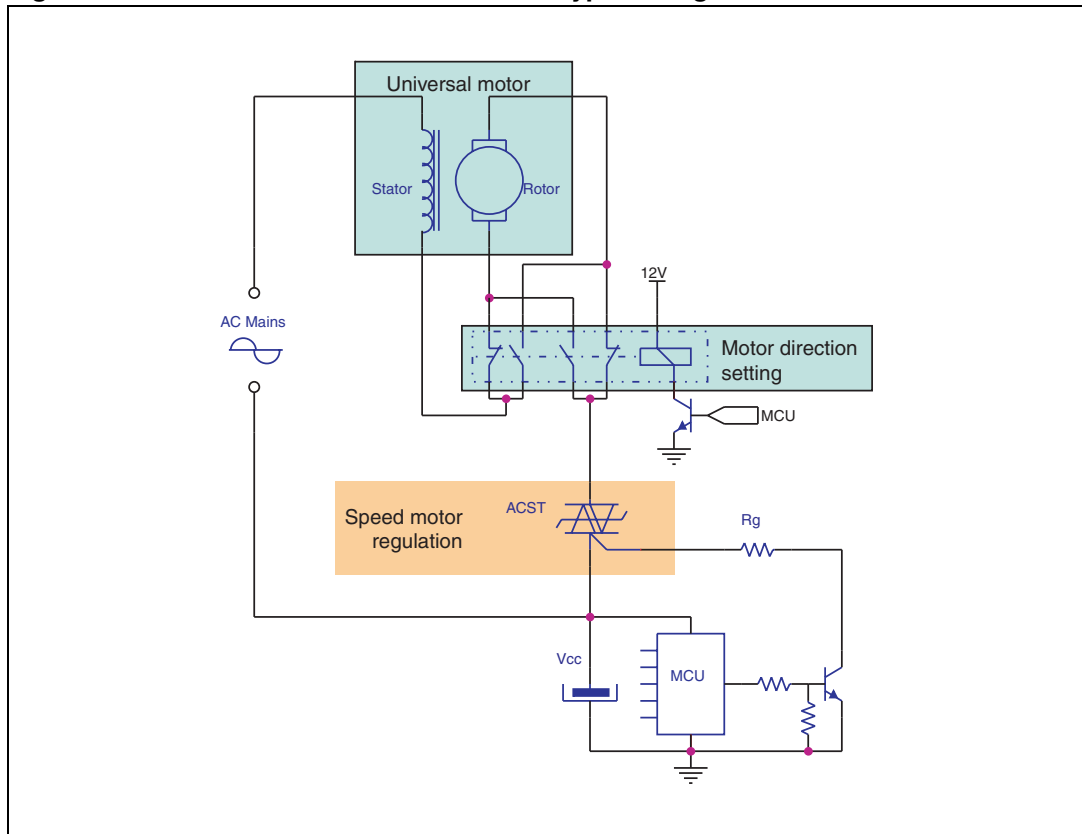 Universal motor
Stator
Rotor
12V
AC Mains
Motor direction
setting
MCU
ACST
Speed motor
regulation
Rg
Vcc
MCU